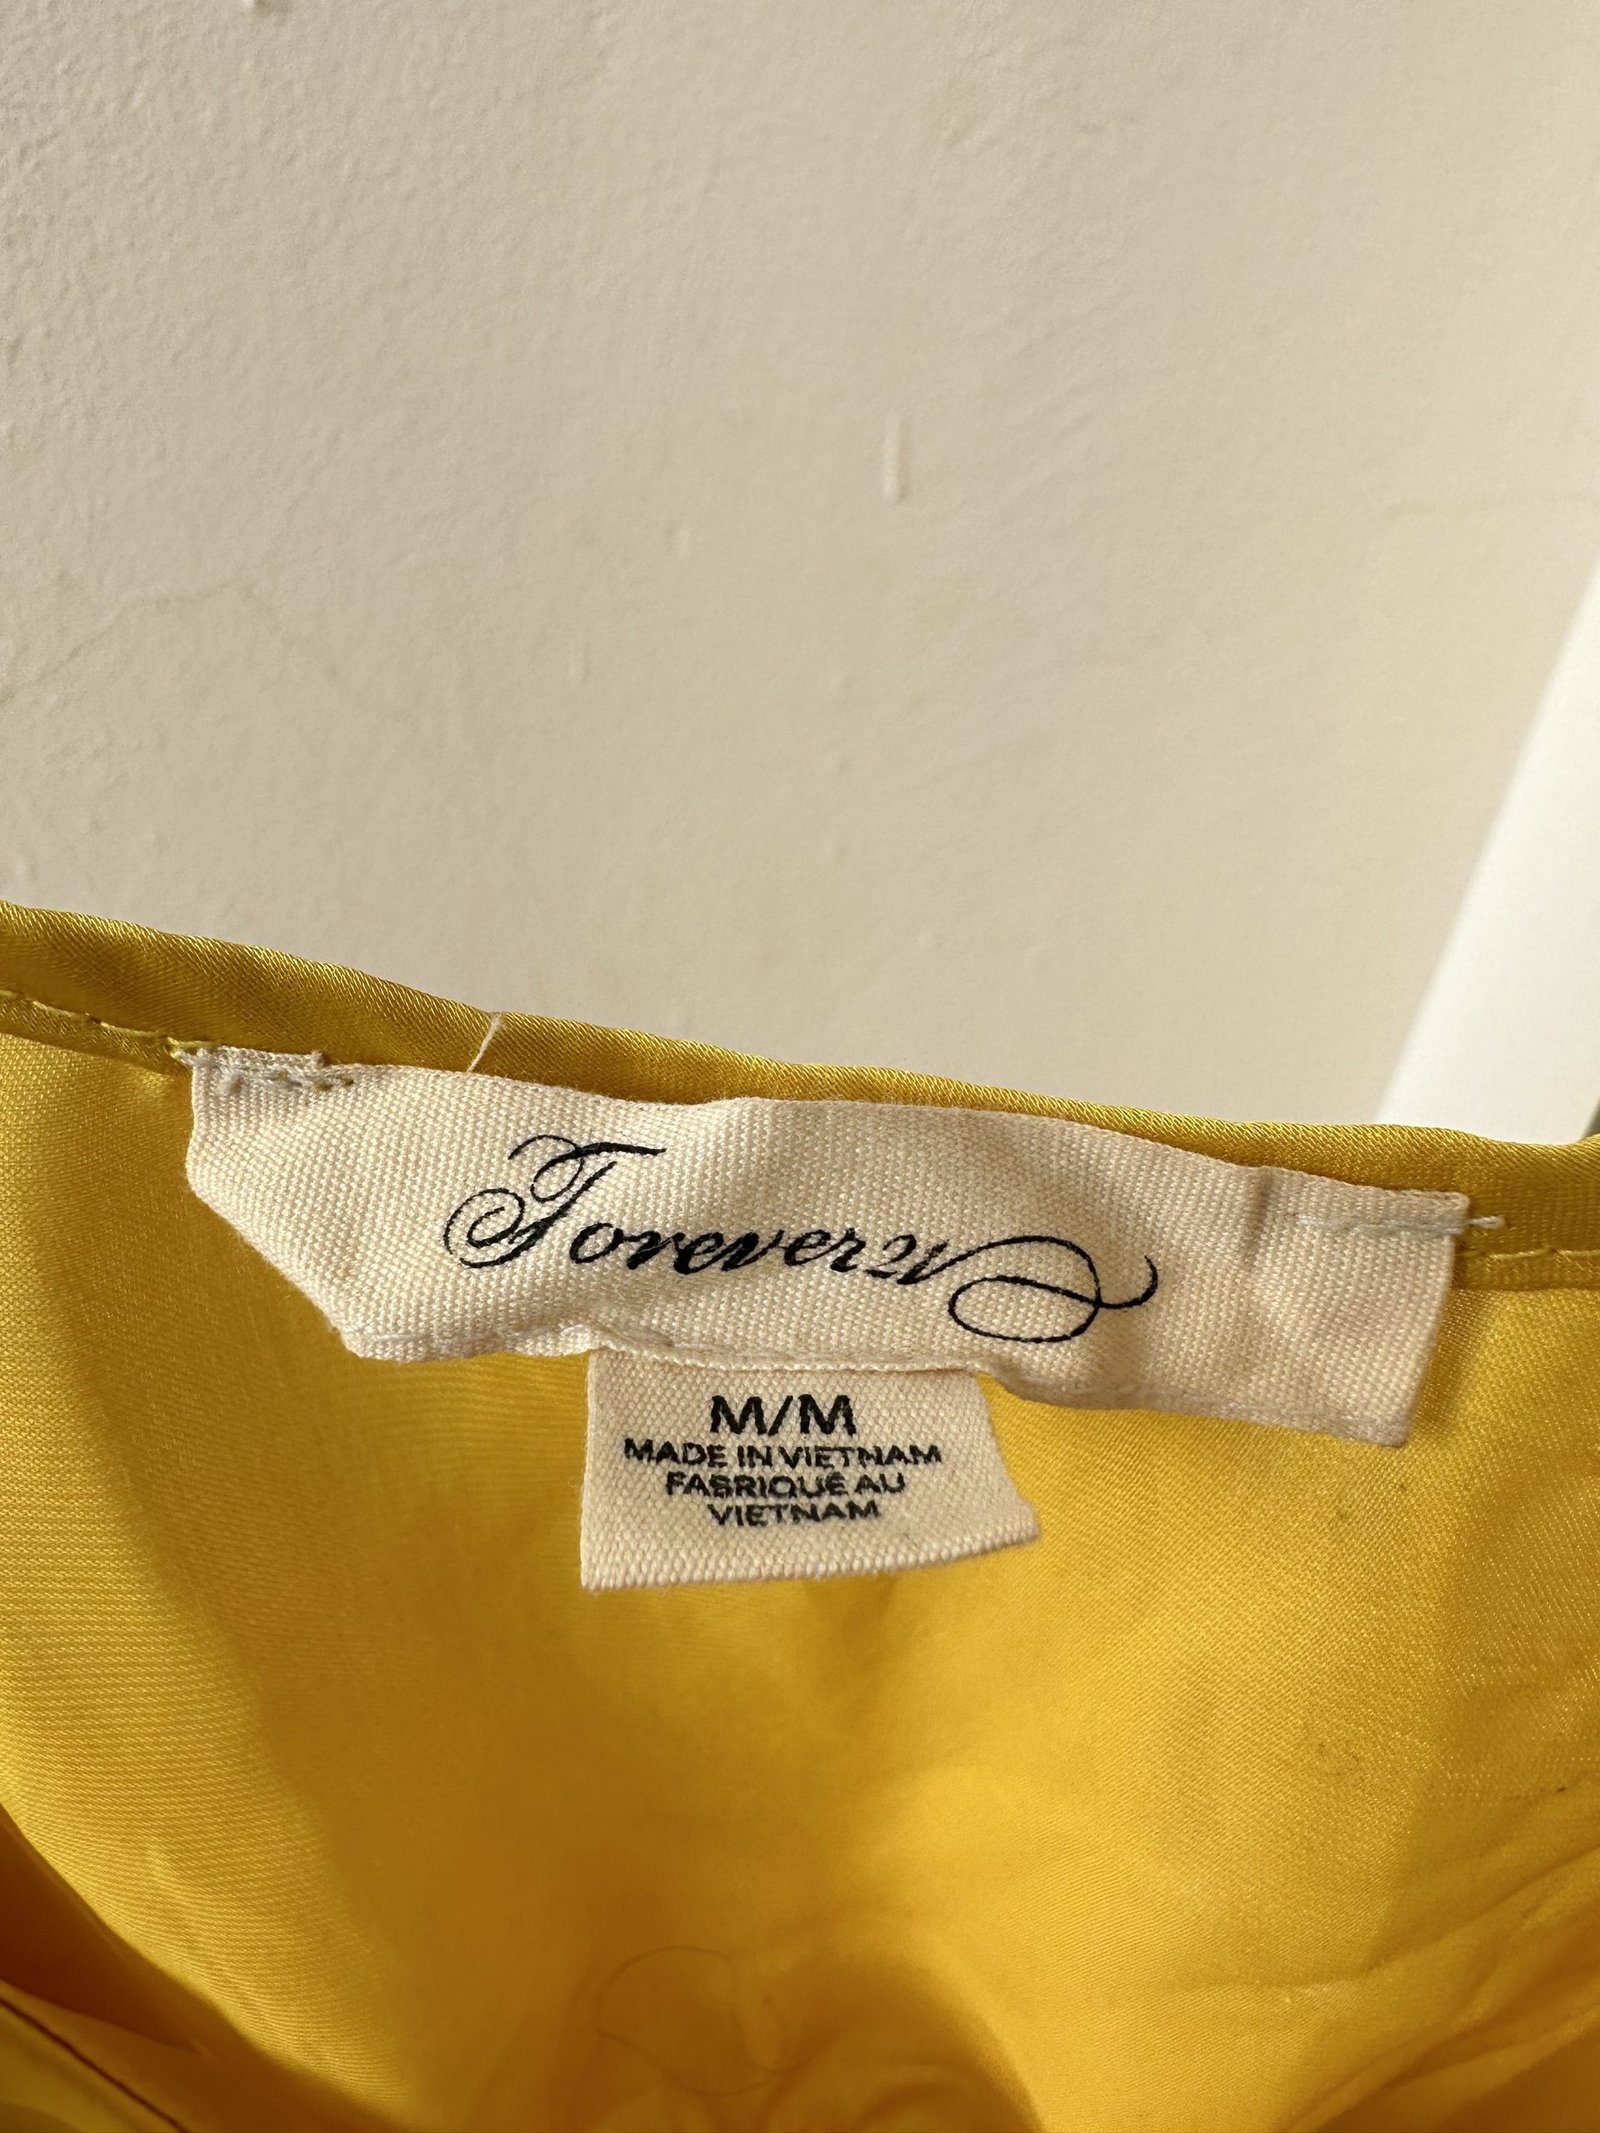 Forever21
M/M
MADE IN VIETNAM
FABRIQUÉ AU
VIETNAM